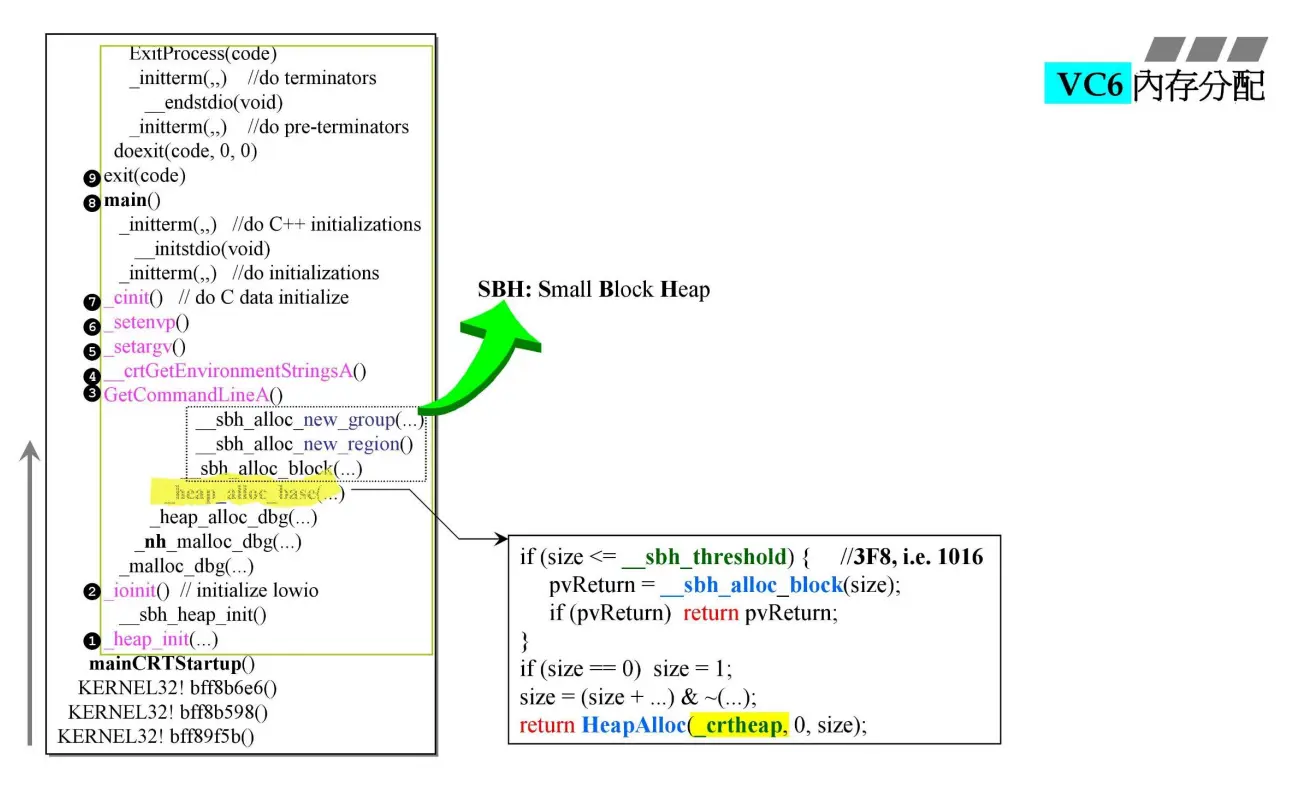 VC6 內存分配
ExitProcess(code)
_initterm(,,) //do terminators
__endstdio(void)
_initterm(,,) //do pre-terminators
doexit(code, 0, 0)
❾ exit(code)
❽ main()
_initterm(,,) //do C++ initializations
__initstdio(void)
_initterm(,,) //do initializations
❼ _cinit() // do C data initialize
❻ _setenvp()
❺ _setargv()
❹ __crtGetEnvironmentStringsA()
❸ GetCommandLineA()
__sbh_alloc_new_group(...)
__sbh_alloc_new_region()
__sbh_alloc_block(...)
_heap_alloc_base(...)
_heap_alloc_dbg(...)
_nh_malloc_dbg(...)
_malloc_dbg(...)
❷ _ioinit() // initialize lowio
__sbh_heap_init()
❶ _heap_init(...)
mainCRTStartup()
KERNEL32! bff8b6e6()
KERNEL32! bff8b598()
KERNEL32! bff89f5b()
SBH: Small Block Heap
if (size <= __sbh_threshold) { //3F8, i.e. 1016
pvReturn = __sbh_alloc_block(size);
if (pvReturn) return pvReturn;
}
if (size == 0) size = 1;
size = (size + ...) & ~(...);
return HeapAlloc(_crtheap, 0, size);